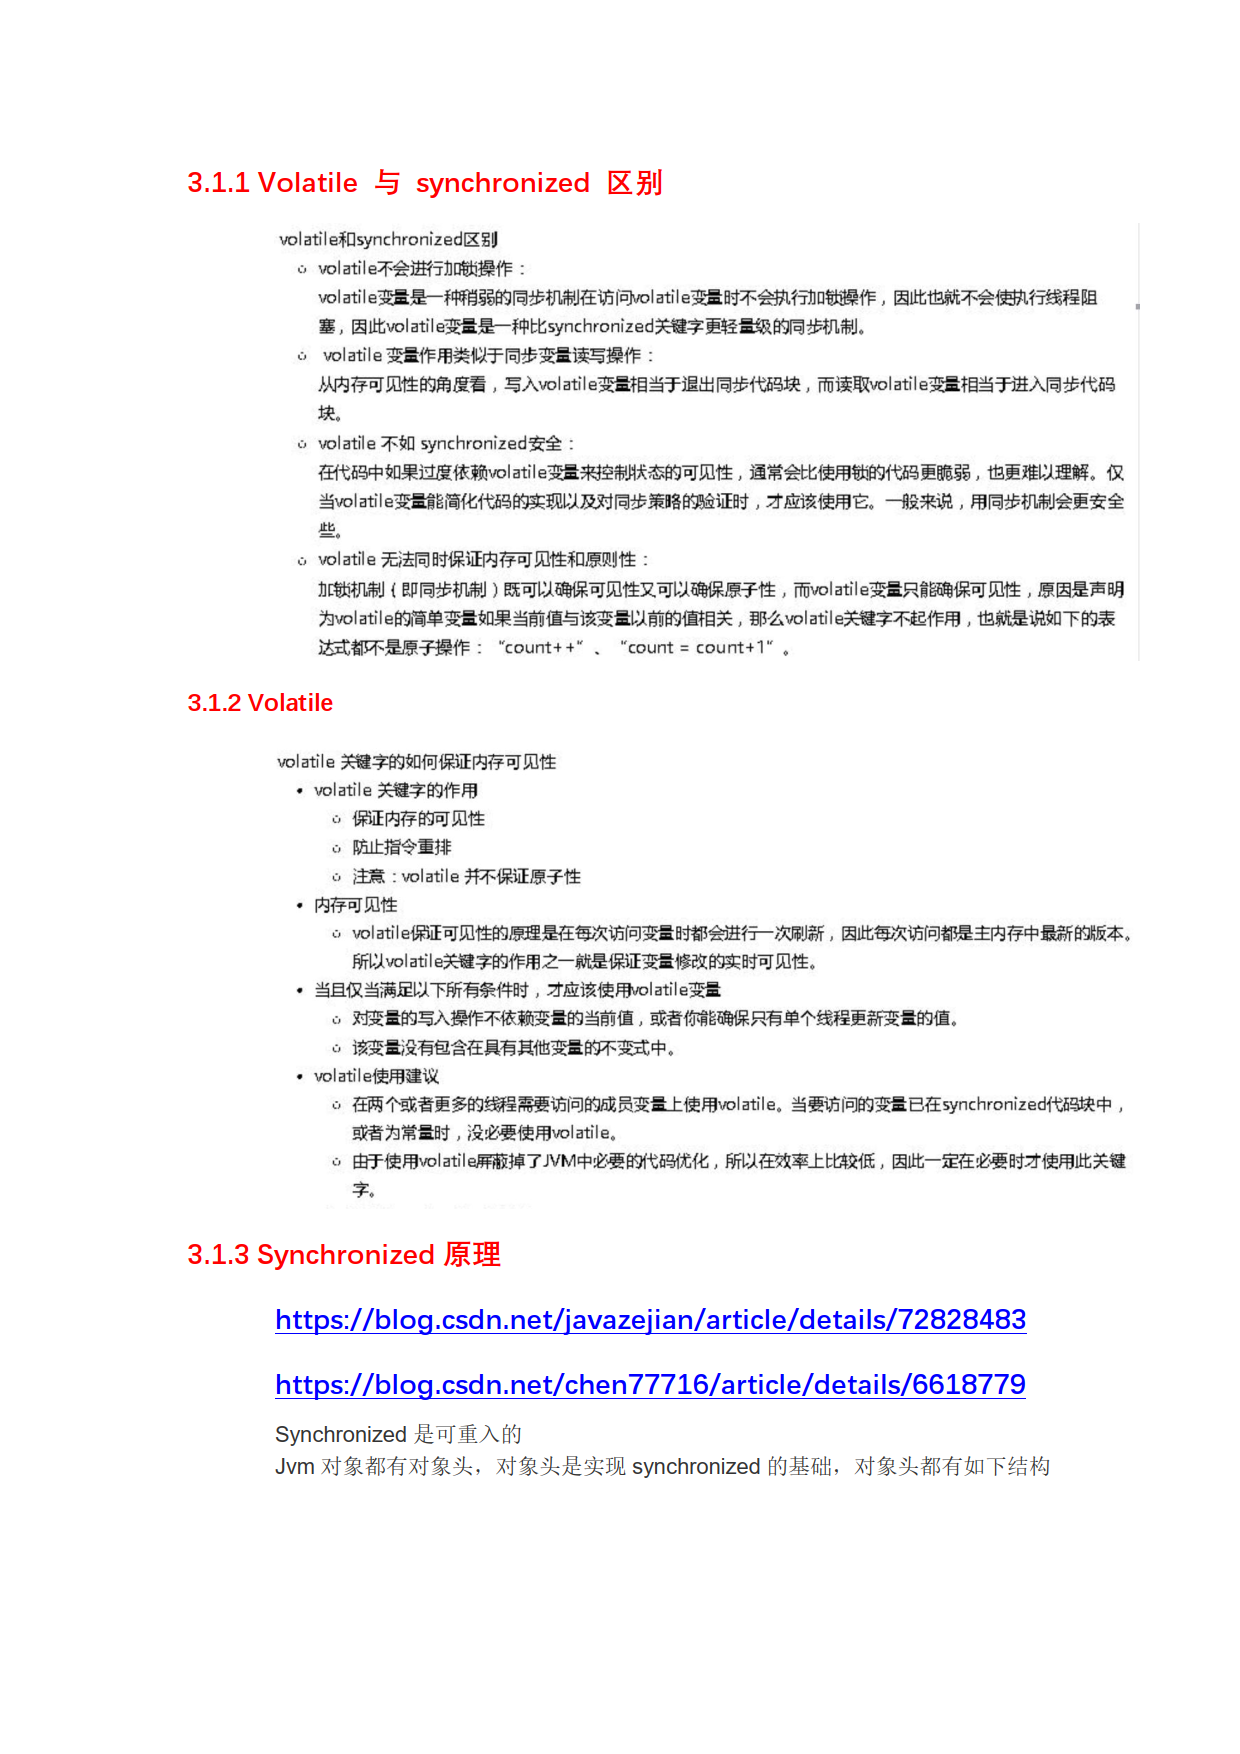 3.1.1 Volatile 与 synchronized 区别
volatile和synchronized区别
volatile不会进行加锁操作：
volatile变量是一种稍弱的同步机制在访问volatile变量时不会执行加锁操作，因此也就不会使执行线程阻
塞，因此volatile变量是一种比synchronized关键字更轻量级的同步机制。
volatile 变量作用类似于同步变量读写操作：
从内存可见性的角度看，写入volatile变量相当于退出同步代码块，而读取volatile变量相当于进入同步代码
块。
volatile 不如 synchronized安全：
在代码中如果过度依赖volatile变量来控制状态的可见性，通常会比使用锁的代码更脆弱，也更难以理解。仅
当volatile变量能简化代码的实现以及对同步策略的验证时，才应该使用它。一般来说，用同步机制会更安全
些。
volatile 无法同时保证内存可见性和原则性：
加锁机制（即同步机制）既可以确保可见性又可以确保原子性，而volatile变量只能确保可见性，原因是声明
为volatile的简单变量如果当前值与该变量以前的值相关，那么volatile关键字不起作用，也就是说如下的表
达式都不是原子操作：“count++”、“count = count+1”。
3.1.2 Volatile
volatile 关键字的如何保证内存可见性
• volatile 关键字的作用
保证内存的可见性
防止指令重排
注意：volatile 并不保证原子性
• 内存可见性
volatile保证可见性的原理是在每次访问变量时都会进行一次刷新，因此每次访问都是主内存中最新的版本。
所以volatile关键字的作用之一就是保证变量修改的实时可见性。
• 当且仅当满足以下所有条件时，才应该使用volatile变量
对变量的写入操作不依赖变量的当前值，或者你能确保只有单个线程更新变量的值。
该变量没有包含在具有其他变量的不变式中。
• volatile使用建议
在两个或者更多的线程需要访问的成员变量上使用volatile。当要访问的变量已在synchronized代码块中，
或者为常量时，没必要使用volatile。
由于使用volatile屏蔽掉了JVM中必要的代码优化，所以在效率上比较低，因此一定在必要时才使用此关键
字。
3.1.3 Synchronized 原理
https://blog.csdn.net/javazejian/article/details/72828483
https://blog.csdn.net/chen77716/article/details/6618779
Synchronized 是可重入的
Jvm 对象都有对象头，对象头是实现 synchronized 的基础，对象头都有如下结构